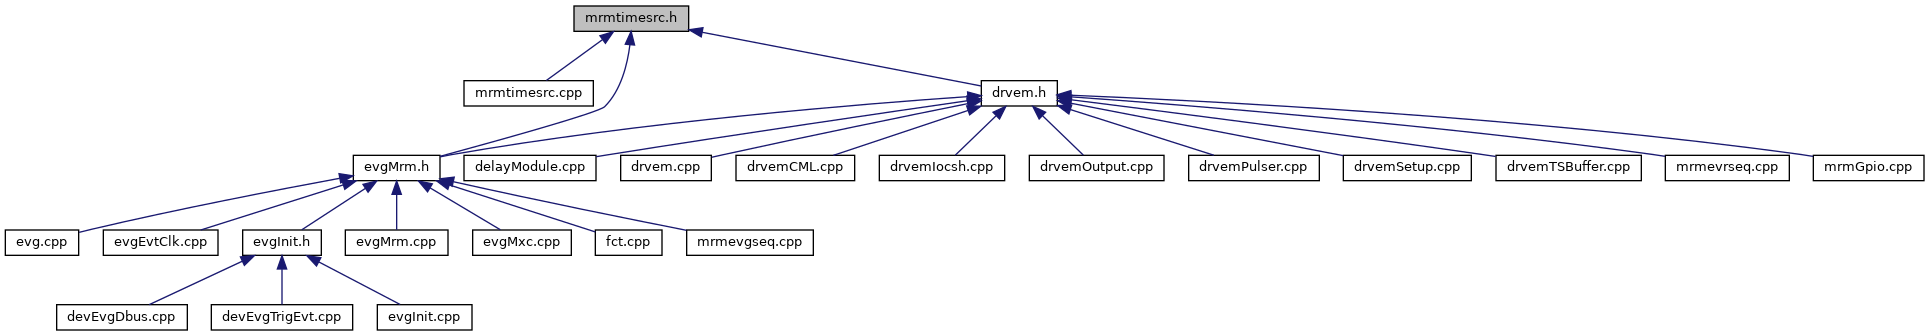 mrmtimesrc.h
mrmtimesrc.cpp
drvem.h
evgMrm.h
delayModule.cpp
drvem.cpp
drvemCML.cpp
drvemIocsh.cpp
drvemOutput.cpp
drvemPulser.cpp
drvemSetup.cpp
drvemTSBuffer.cpp
mrmevrseq.cpp
mrmGpio.cpp
evg.cpp
evgEvtClk.cpp
evgInit.h
evgMrm.cpp
evgMxc.cpp
fct.cpp
mrmevgseq.cpp
devEvgDbus.cpp
devEvgTrigEvt.cpp
evgInit.cpp